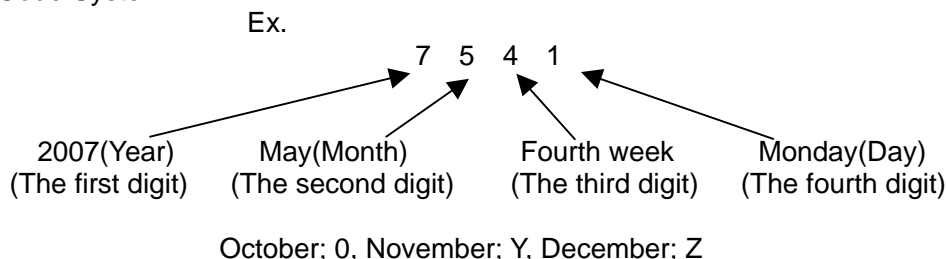 Ex.
7 5 4 1
2007(Year) May(Month) Fourth week Monday(Day)
(The first digit) (The second digit) (The third digit) (The fourth digit)
October; 0, November; Y, December; Z